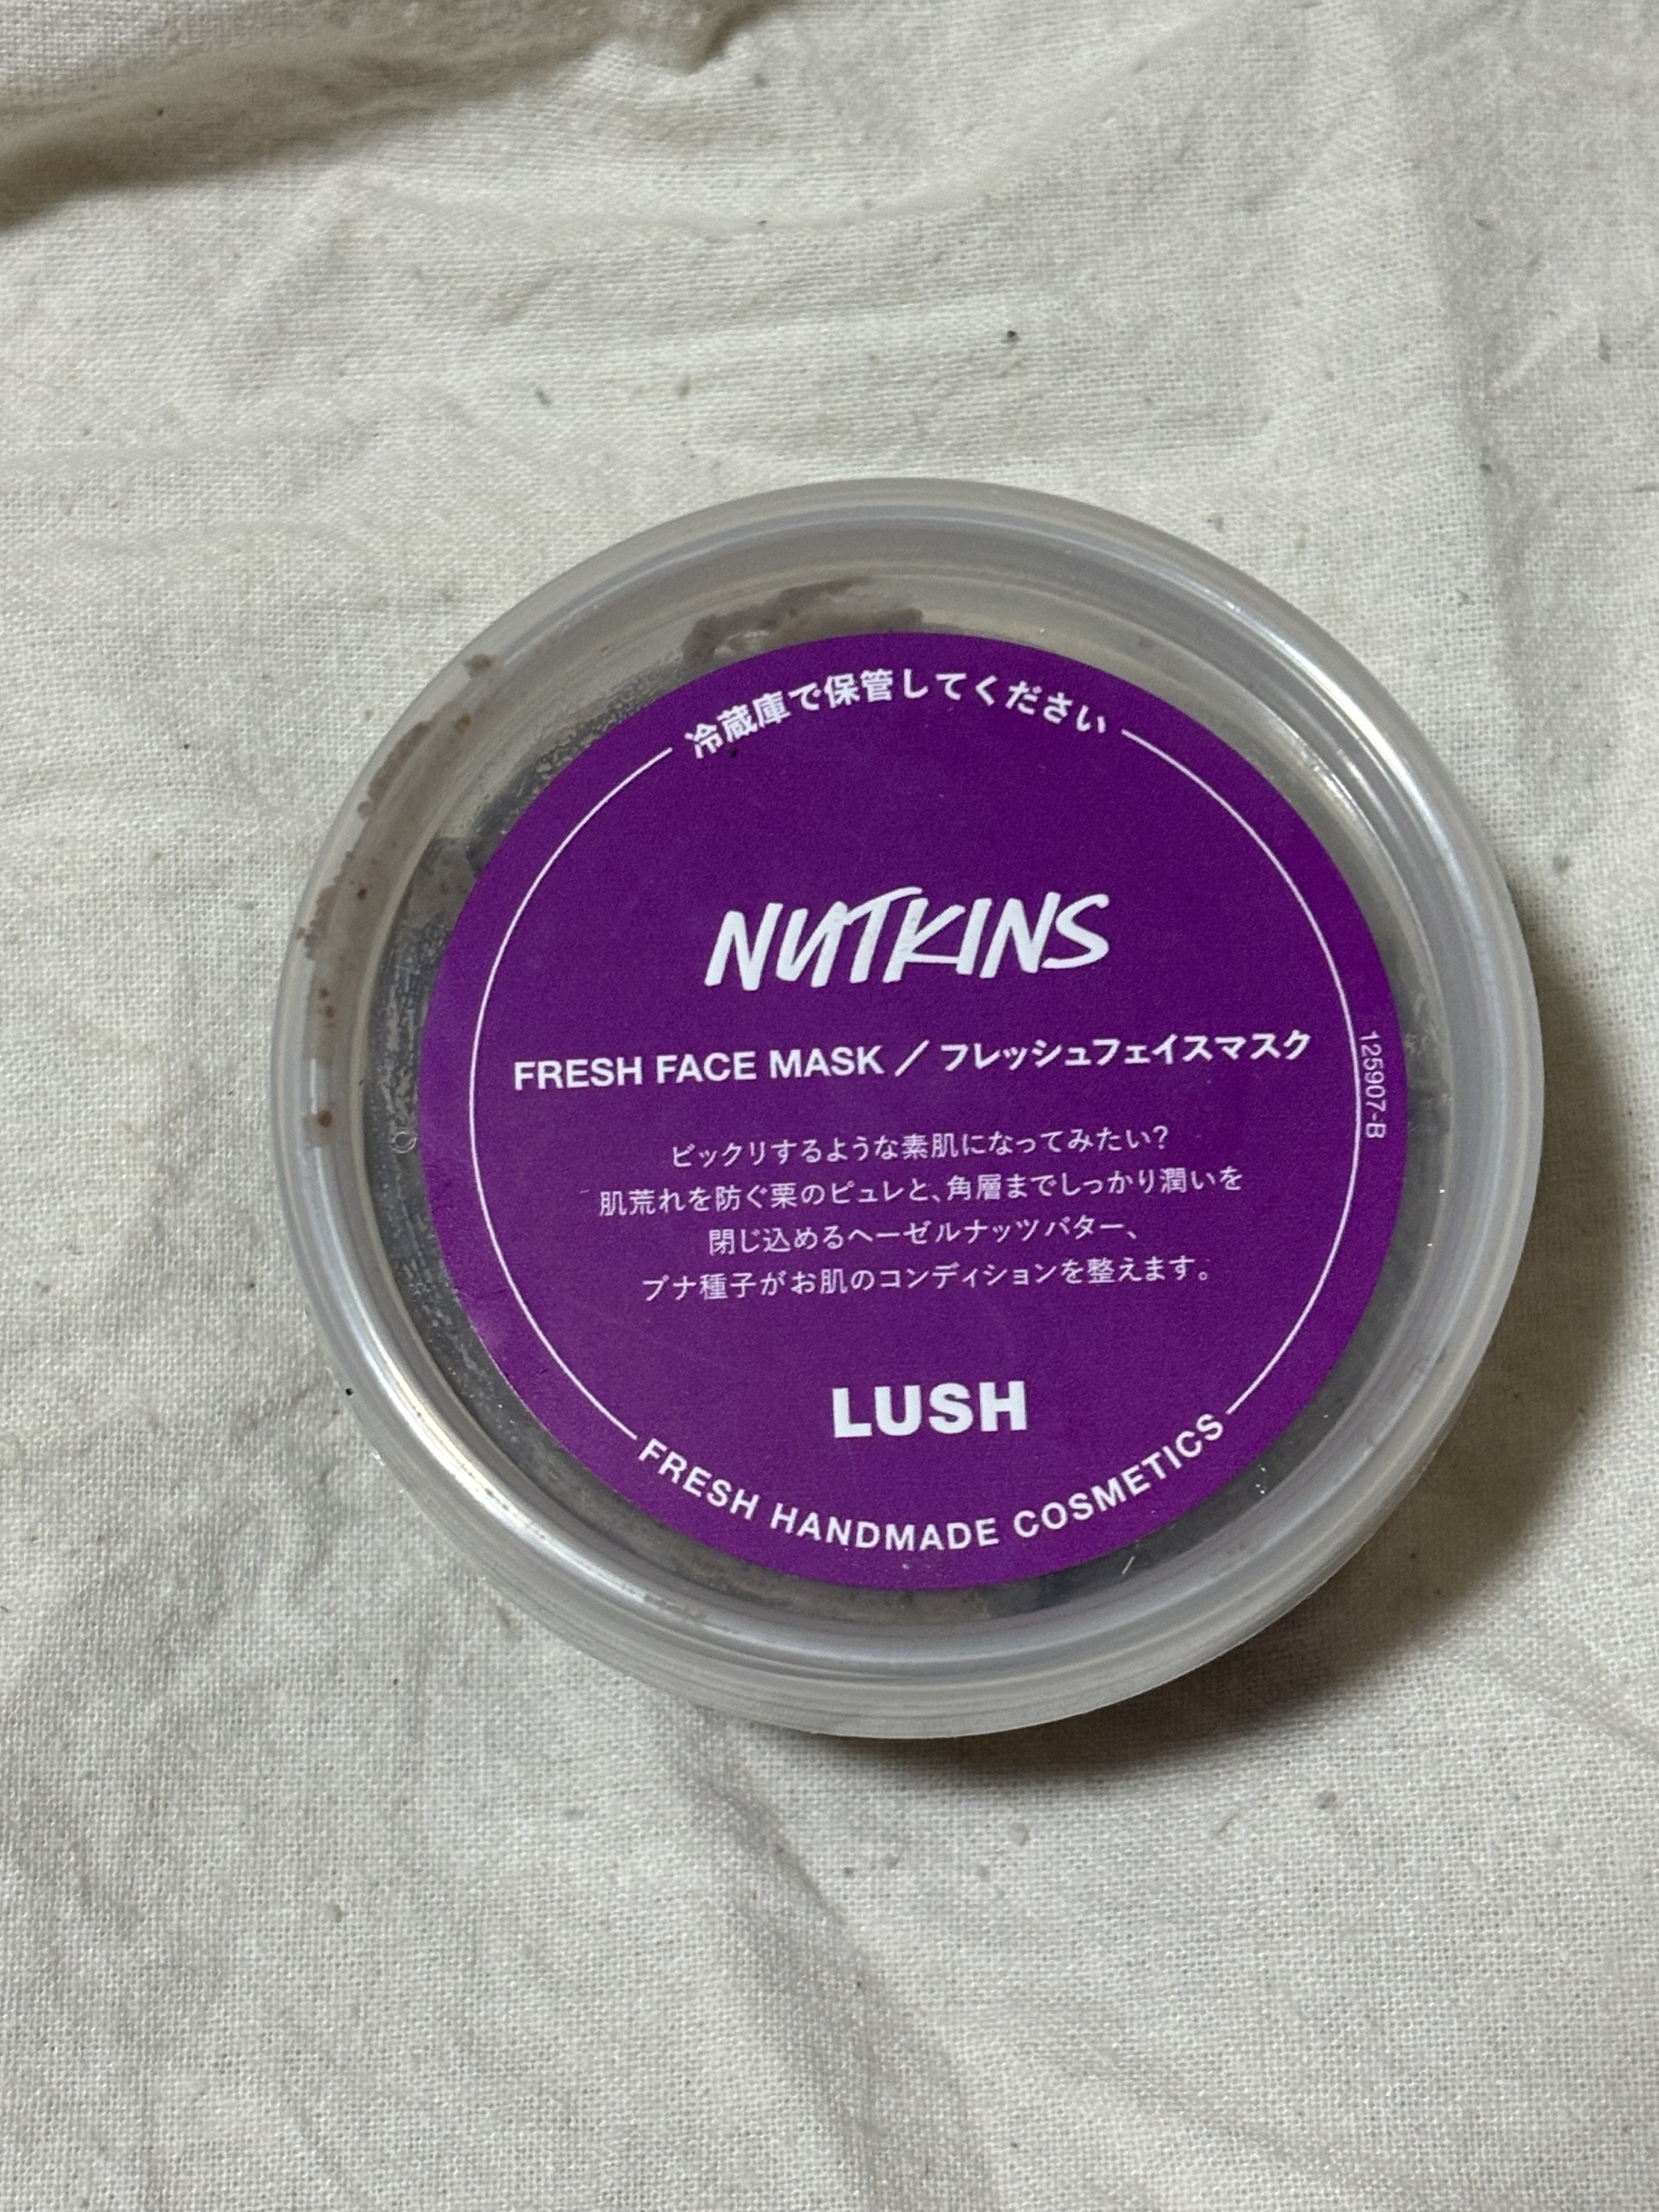 冷蔵庫で保管してください
NUTKINS
FRESH FACE MASK／フレッシュフェイスマスク
ビックリするような素肌になってみたい?
肌荒れを防ぐ栗のピュレと、角層までしっかり潤いを
閉じ込めるヘーゼルナッツバター、
ブナ種子がお肌のコンディションを整えます。
LUSH
FRESH HANDMADE COSMETICS
125907-B